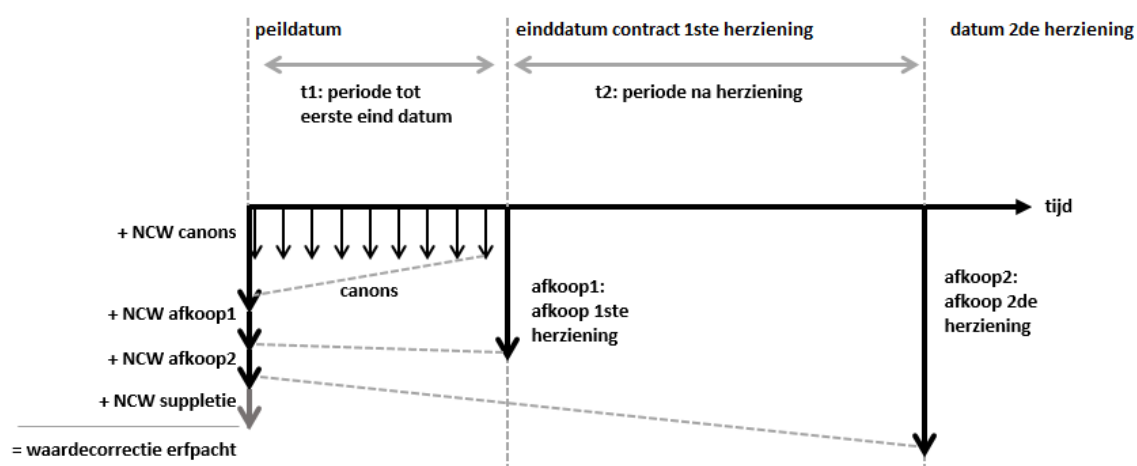 peildatum
einddatum contract 1ste herziening
datum 2de herziening
t1: periode tot
eerste eind datum
t2: periode na herziening
tijd
+ NCW canons
canons
+ NCW afkoop1
+ NCW afkoop2
+ NCW suppletie
= waardecorrectie erfpacht
afkoop1:
afkoop 1ste
herziening
afkoop2:
afkoop 2de
herziening